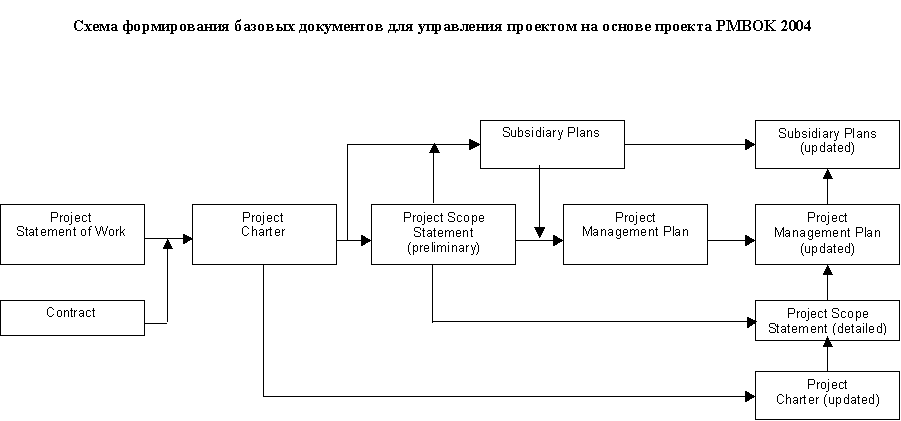 Схема формирования базовых документов для управления проектом на основе проекта PMBOK 2004
Subsidiary Plans
Subsidiary Plans
(updated)
Project
Statement of Work
Project
Charter
Project Scope
Statement
(preliminary)
Project
Management Plan
Project
Management Plan
(updated)
Contract
Project Scope
Statement (detailed)
Project
Charter (updated)